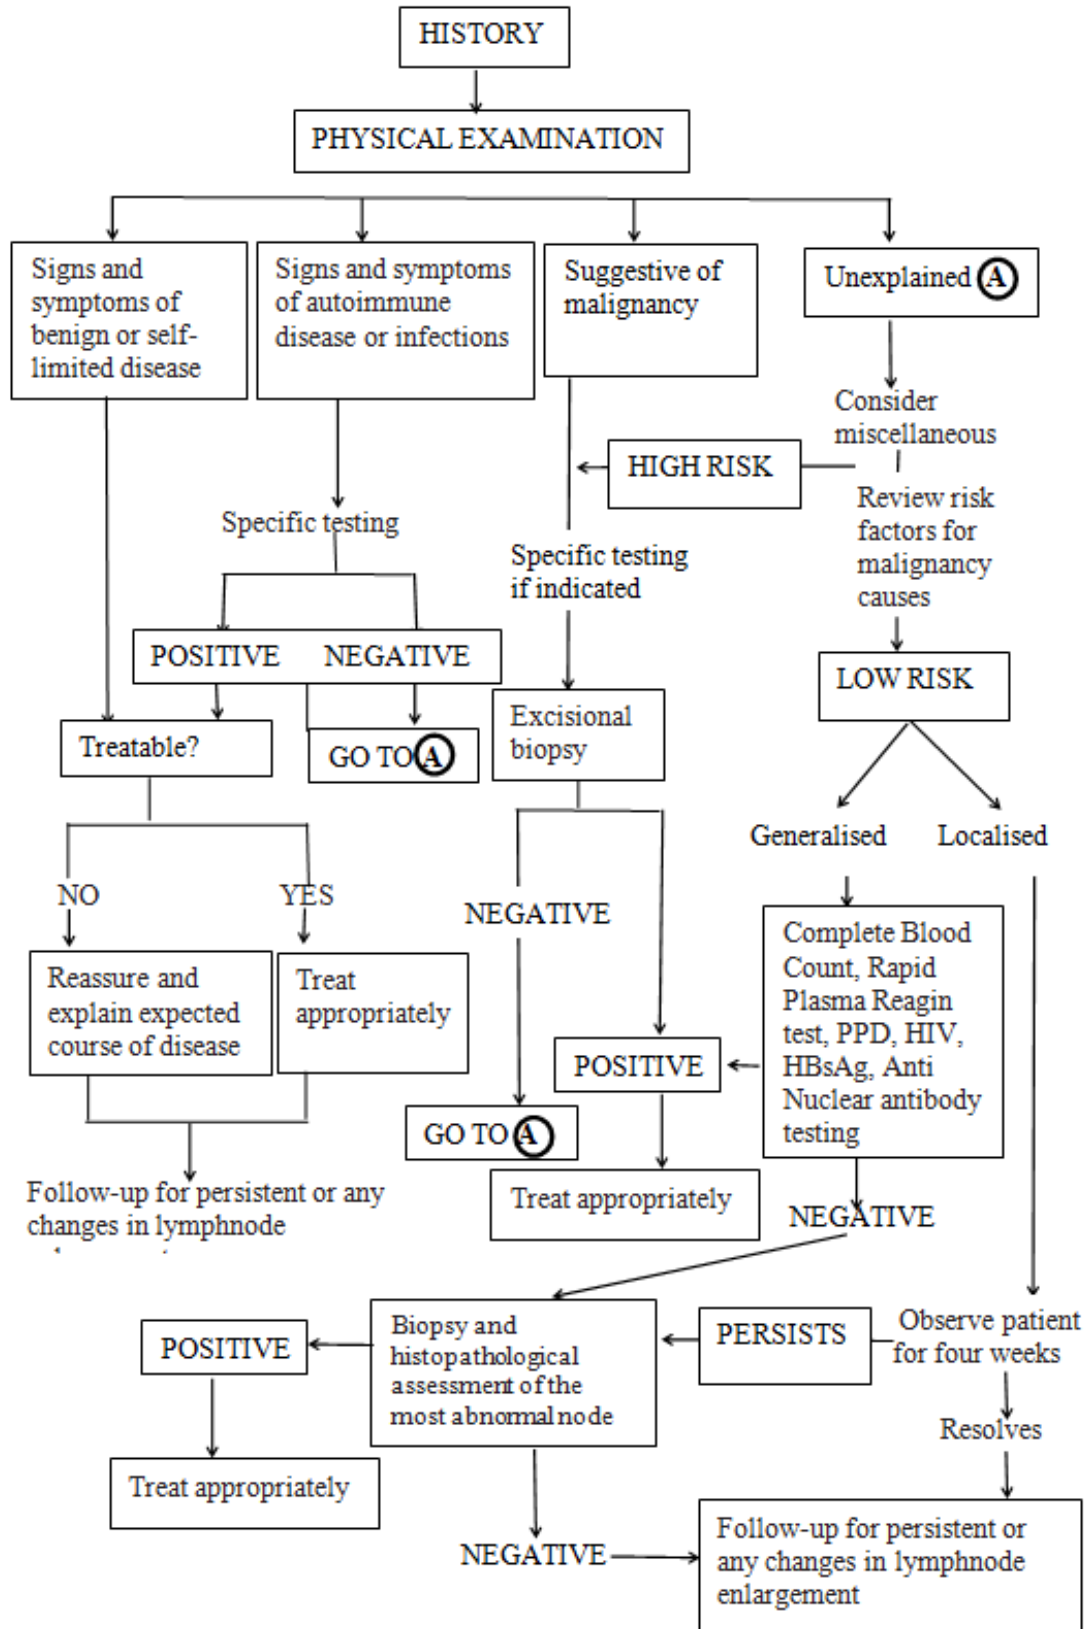 HISTORY
PHYSICAL EXAMINATION
Signs and
symptoms of
benign or self-
limited disease
Signs and symptoms
of autoimmune
disease or infections
Suggestive of
malignancy
Unexplained A
Consider
miscellaneous
HIGH RISK
Review risk
factors for
malignancy
causes
Specific testing
Specific testing
if indicated
POSITIVE
NEGATIVE
LOW RISK
Treatable?
GO TO A
Excisional
biopsy
Generalised
Localised
NO
YES
NEGATIVE
Reassure and
explain expected
course of disease
Treat
appropriately
Complete Blood
Count, Rapid
Plasma Reagin
test, PPD, HIV,
HBsAg, Anti
Nuclear antibody
testing
POSITIVE
GO TO A
Treat appropriately
Follow-up for persistent or any
changes in lymphnode
NEGATIVE
POSITIVE
Biopsy and
histopathological
assessment of the
most abnormal node
PERSISTS
Observe patient
for four weeks
Resolves
Treat appropriately
NEGATIVE
Follow-up for persistent or
any changes in lymphnode
enlargement